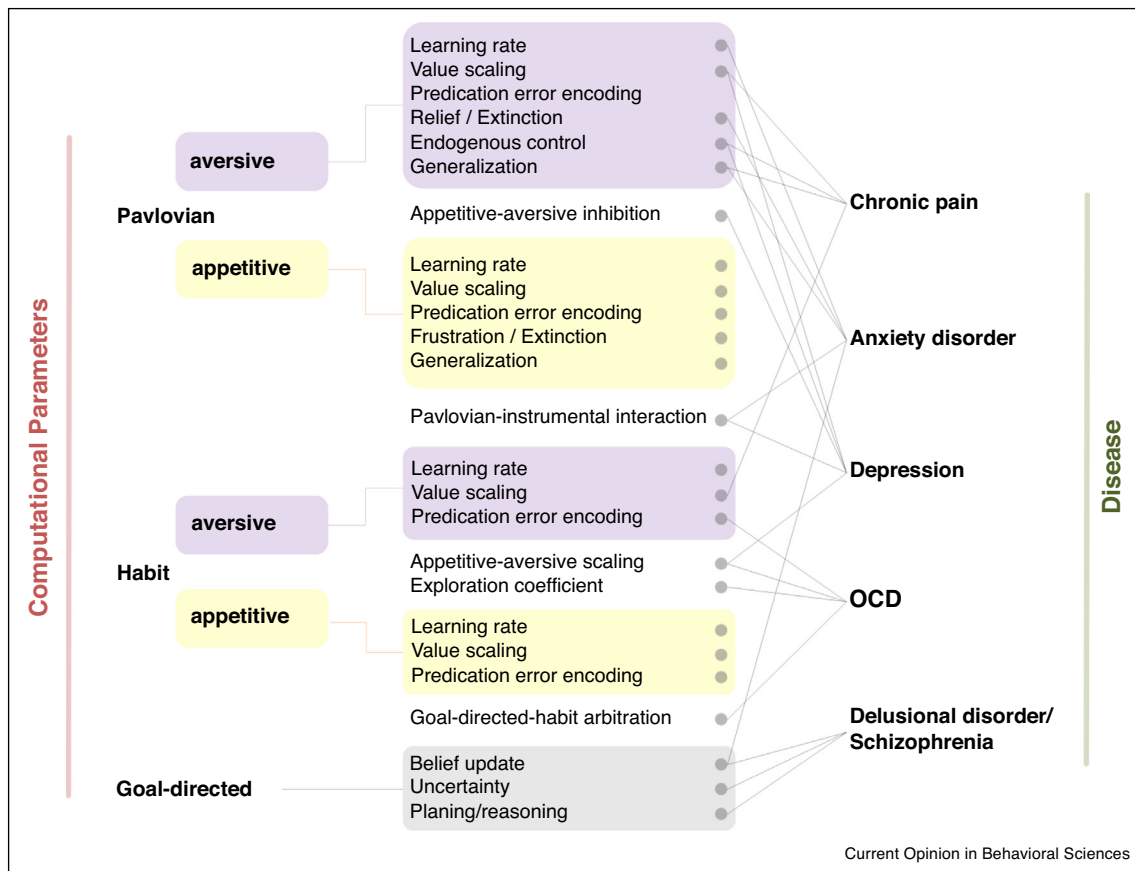 Computational Parameters
Pavlovian
aversive
Learning rate
Value scaling
Predication error encoding
Relief / Extinction
Endogenous control
Generalization
Appetitive-aversive inhibition
appetitive
Learning rate
Value scaling
Predication error encoding
Frustration / Extinction
Generalization
Pavlovian-instrumental interaction
Habit
aversive
Learning rate
Value scaling
Predication error encoding
Appetitive-aversive scaling
Exploration coefficient
appetitive
Learning rate
Value scaling
Predication error encoding
Goal-directed-habit arbitration
Goal-directed
Belief update
Uncertainty
Planing/reasoning
Chronic pain
Anxiety disorder
Depression
OCD
Delusional disorder/
Schizophrenia
Disease
Current Opinion in Behavioral Sciences